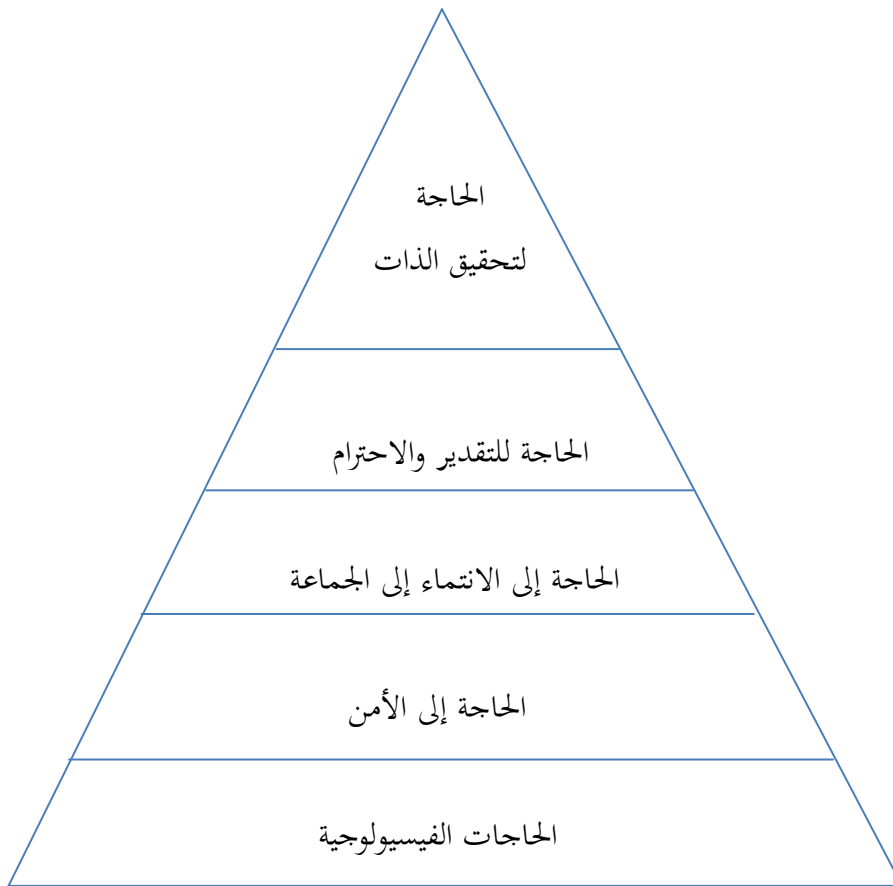 الحاجة
لتحقيق الذات
الحاجة للتقدير والاحترام
الحاجة إلى الانتماء إلى الجماعة
الحاجة إلى الأمن
الحاجات الفيسيولوجية